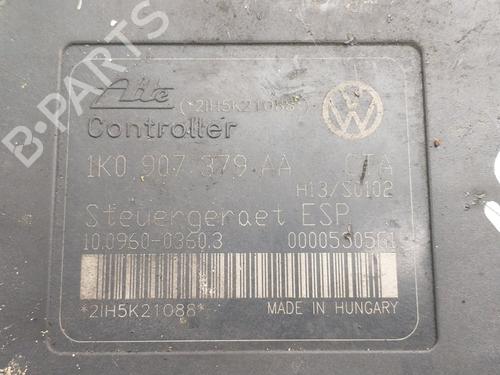 B-PARTS
Ate (*2IH5K21088*)
Controller
1K0 907 379 AA CTA
H13/S0102
Steuergeraet ESP
10.0960-0360.3
*2IH5K21088*
MADE IN HUNGARY